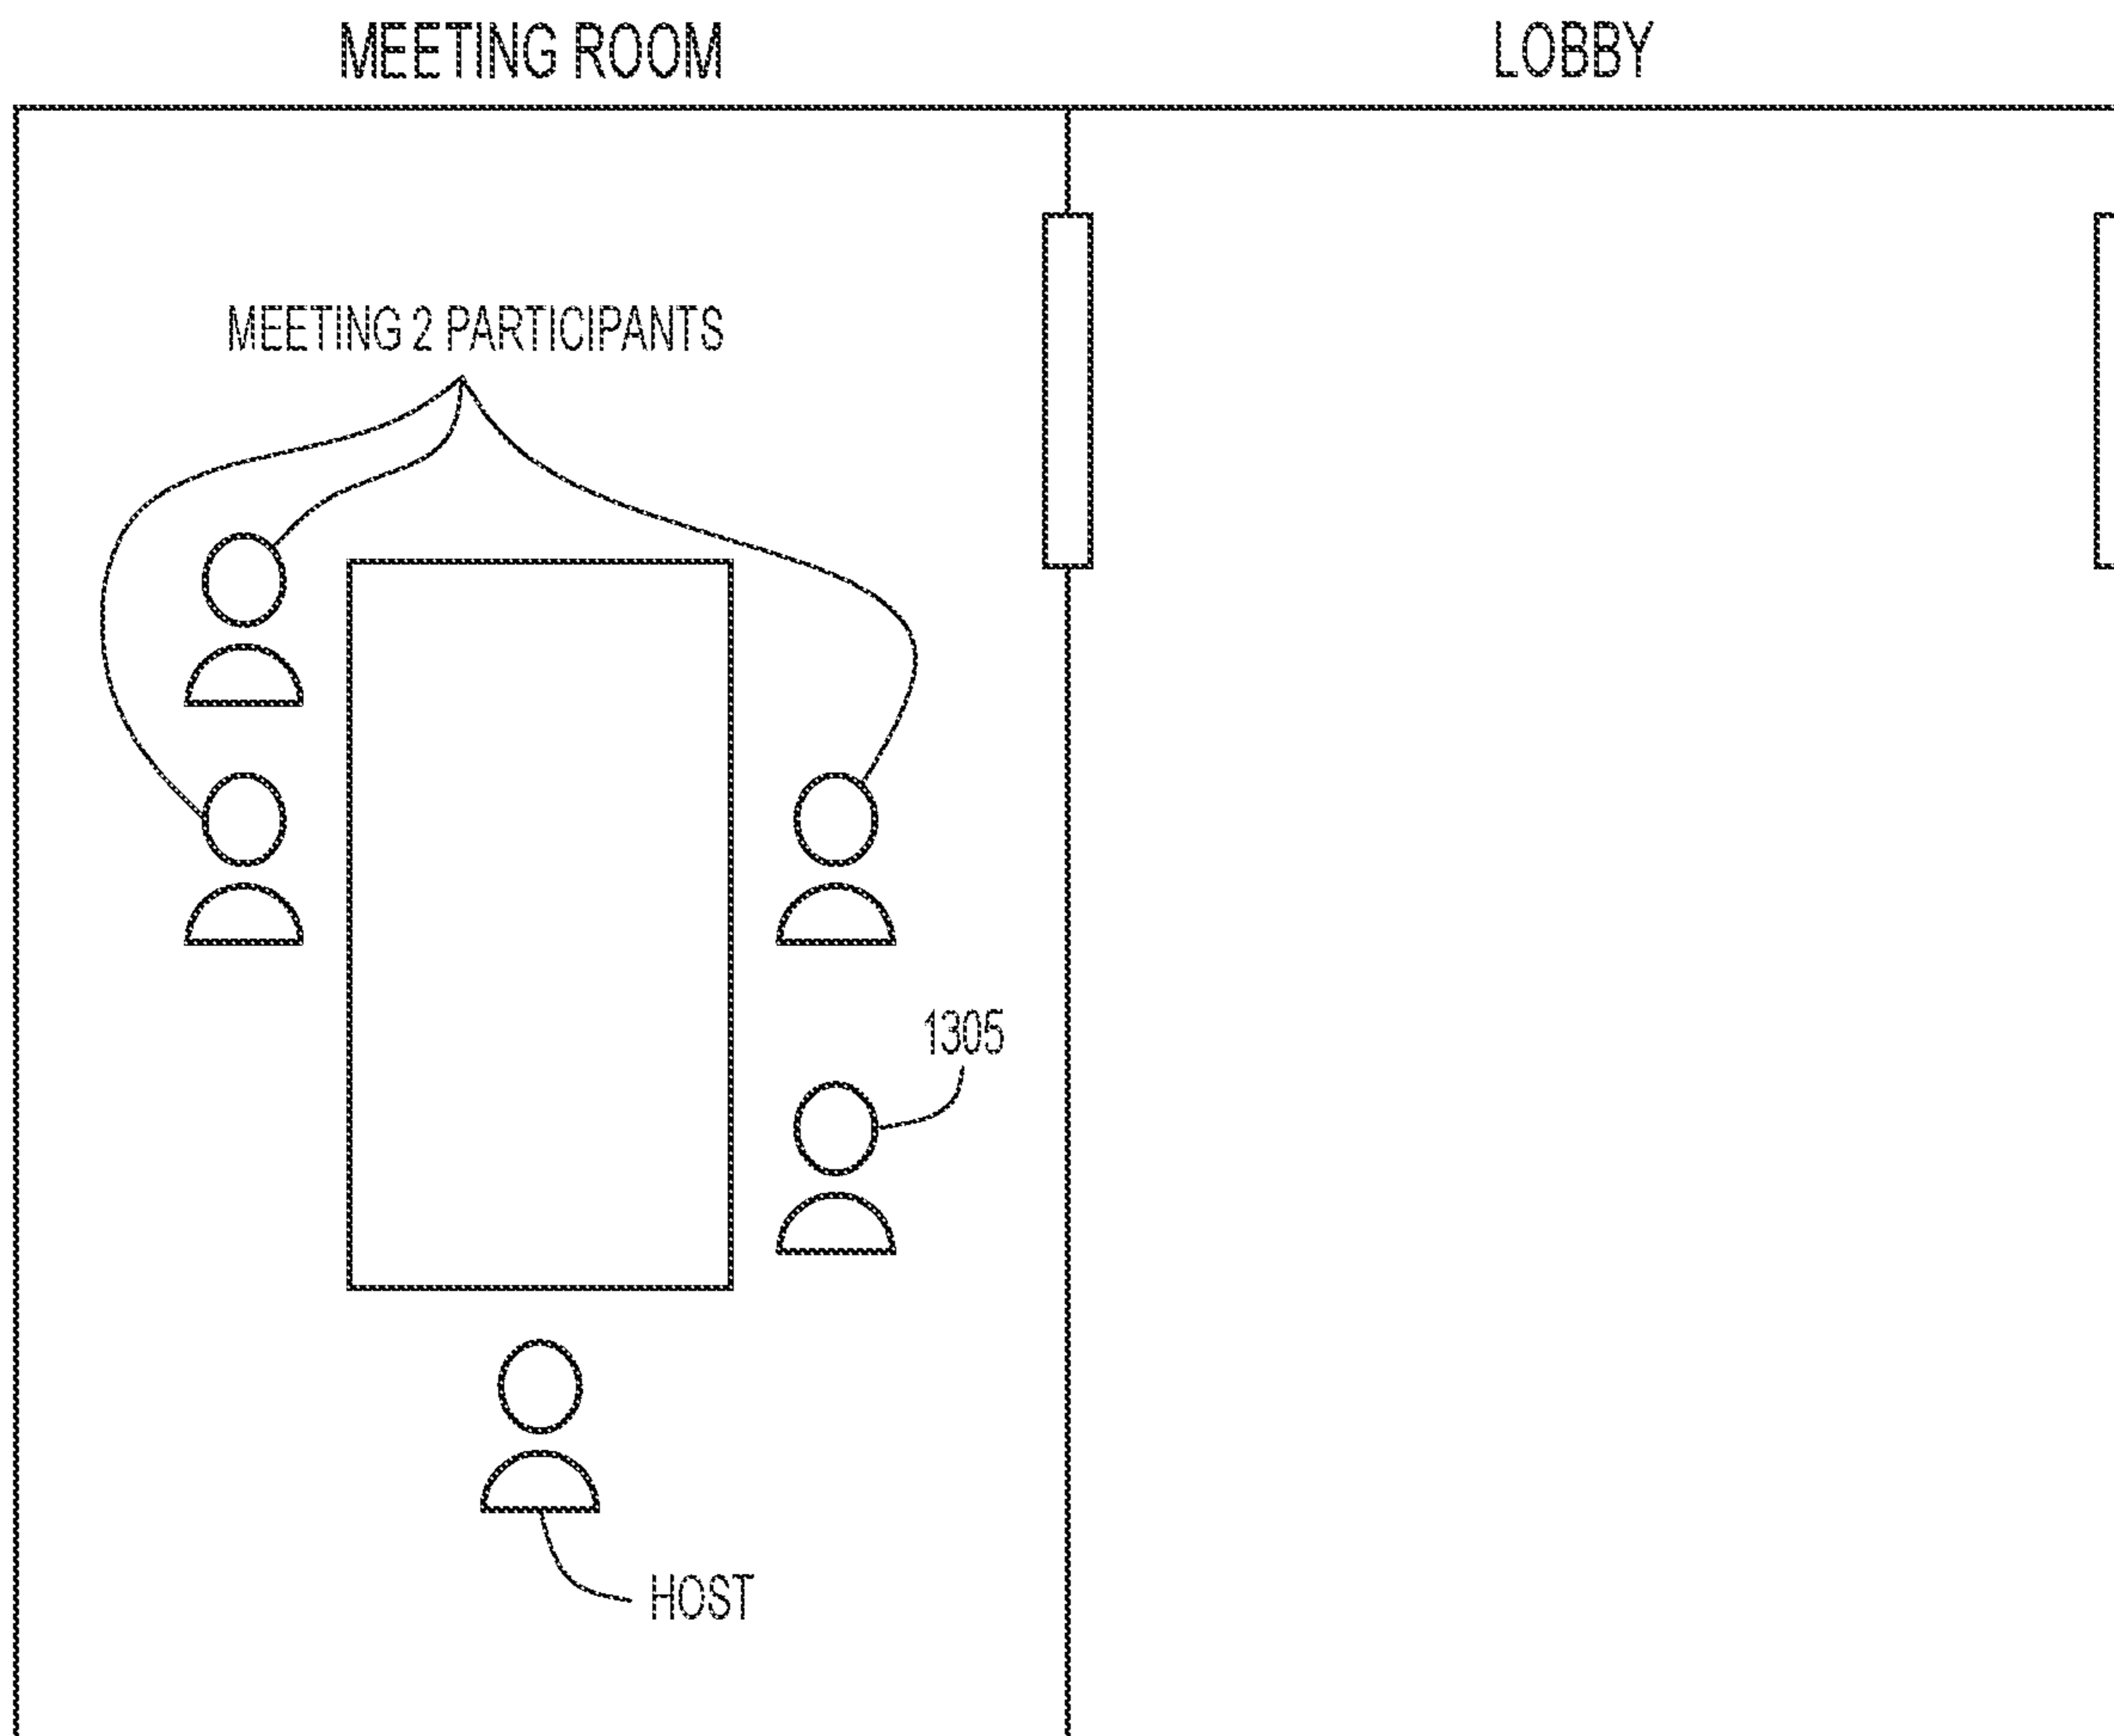 MEETING ROOM
LOBBY
MEETING 2 PARTICIPANTS
1305
HOST